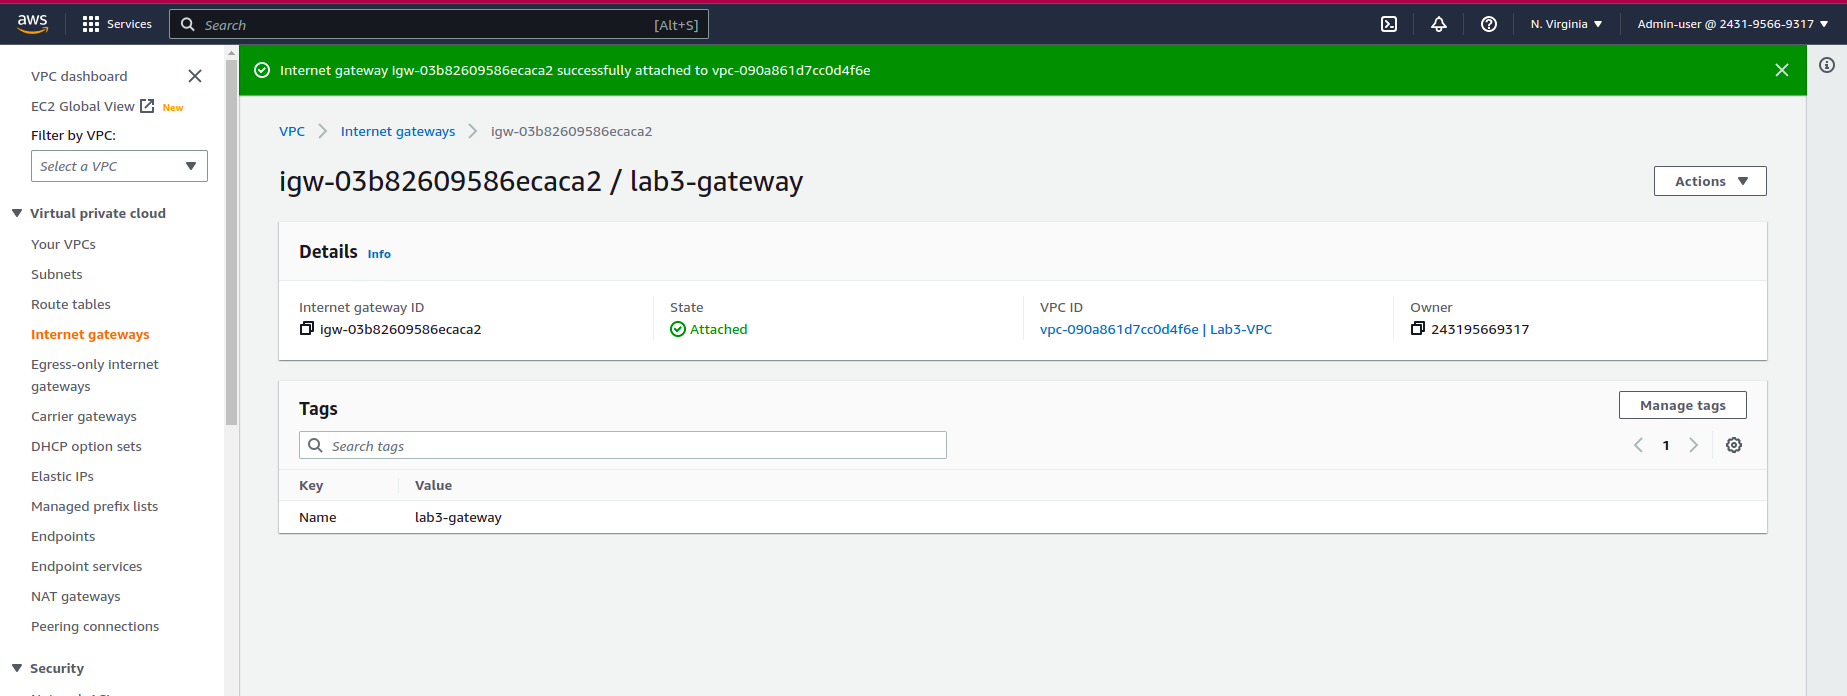 aws
Services
Search
[Alt+S]
N. Virginia
Admin-user @ 2431-9566-9317
VPC dashboard
EC2 Global View New
Filter by VPC:
Select a VPC
Virtual private cloud
Your VPCs
Subnets
Route tables
Internet gateways
Egress-only internet
gateways
Carrier gateways
DHCP option sets
Elastic IPs
Managed prefix lists
Endpoints
Endpoint services
NAT gateways
Peering connections
Security
Internet gateway igw-03b82609586ecaca2 successfully attached to vpc-090a861d7cc0d4f6e
VPC
Internet gateways
igw-03b82609586ecaca2
igw-03b82609586ecaca2 / lab3-gateway
Actions
Details Info
Internet gateway ID
igw-03b82609586ecaca2
State
Attached
VPC ID
vpc-090a861d7cc0d4f6e | Lab3-VPC
Owner
243195669317
Tags
Manage tags
Search tags
1
Key Value
Name lab3-gateway